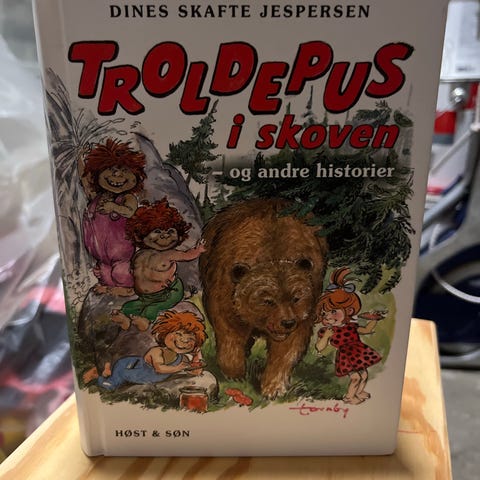 DINES SKAFTE JESPERSEN
TROLDEPUS
i skoven
– og andre historier
HØST & SØN